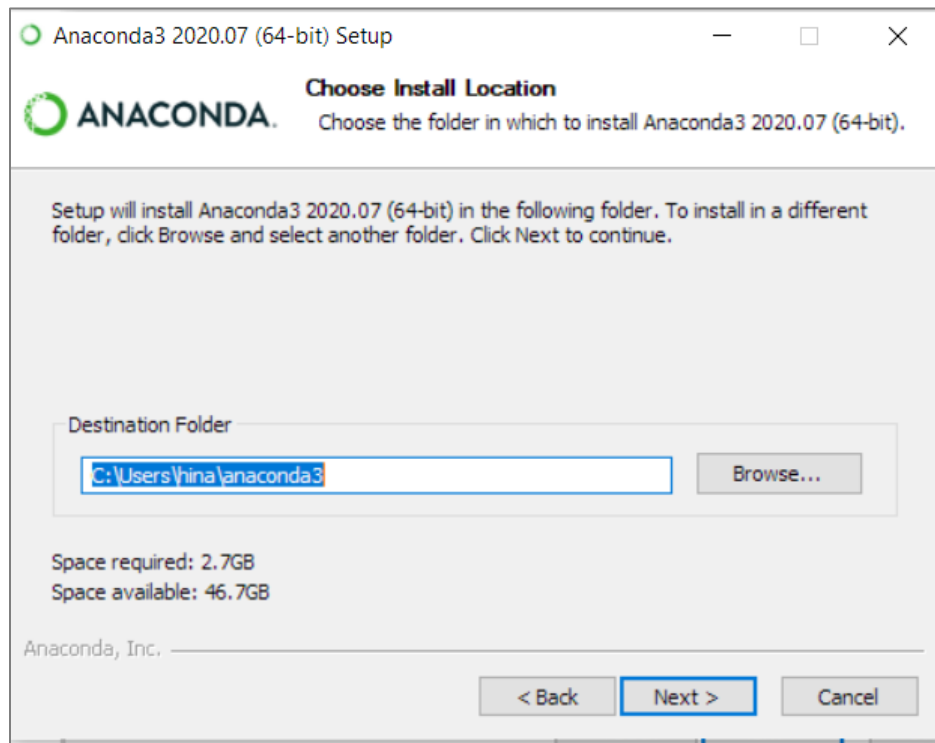 Anaconda3 2020.07 (64-bit) Setup
ANACONDA.
Choose Install Location
Choose the folder in which to install Anaconda3 2020.07 (64-bit).
Setup will install Anaconda3 2020.07 (64-bit) in the following folder. To install in a different
folder, click Browse and select another folder. Click Next to continue.
Destination Folder
C:\Users\hina\anaconda3
Browse...
Space required: 2.7GB
Space available: 46.7GB
Anaconda, Inc.
< Back
Next >
Cancel